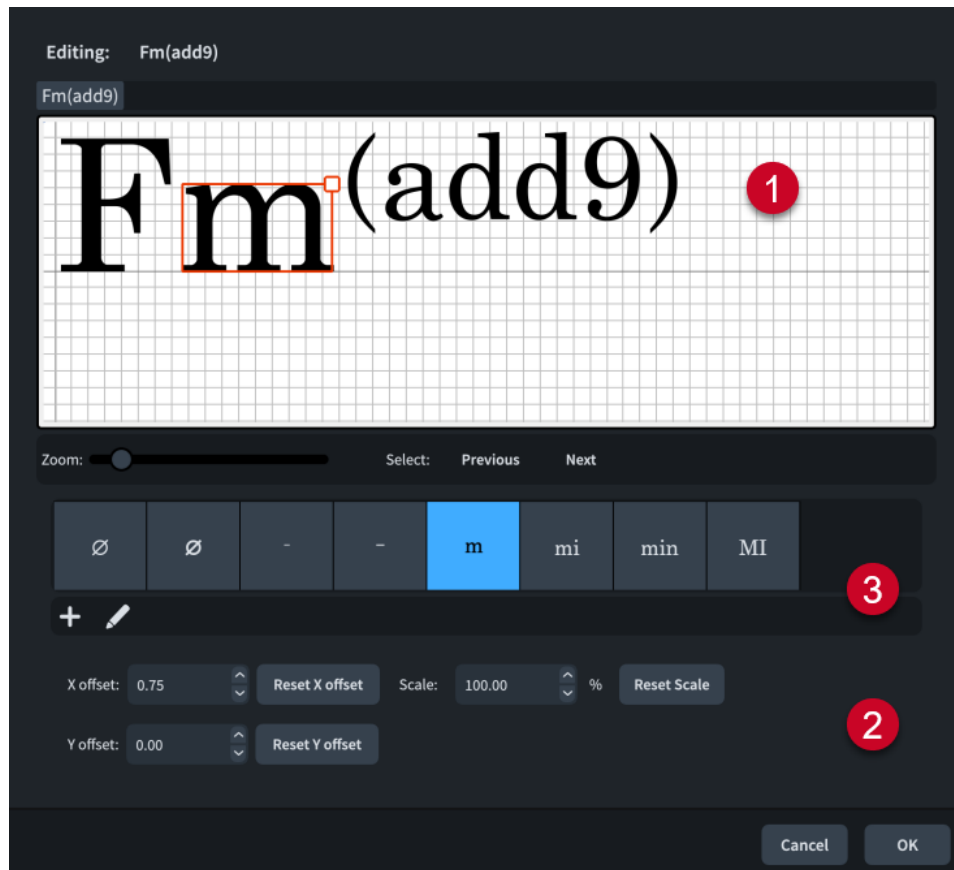 Editing: Fm(add9)
Fm(add9)
Fm(add9)
1
Zoom: Select: Previous Next
Ø Ø - – m mi min MI
3
X offset: 0.75 Reset X offset Scale: 100.00 % Reset Scale
2
Y offset: 0.00 Reset Y offset
Cancel OK